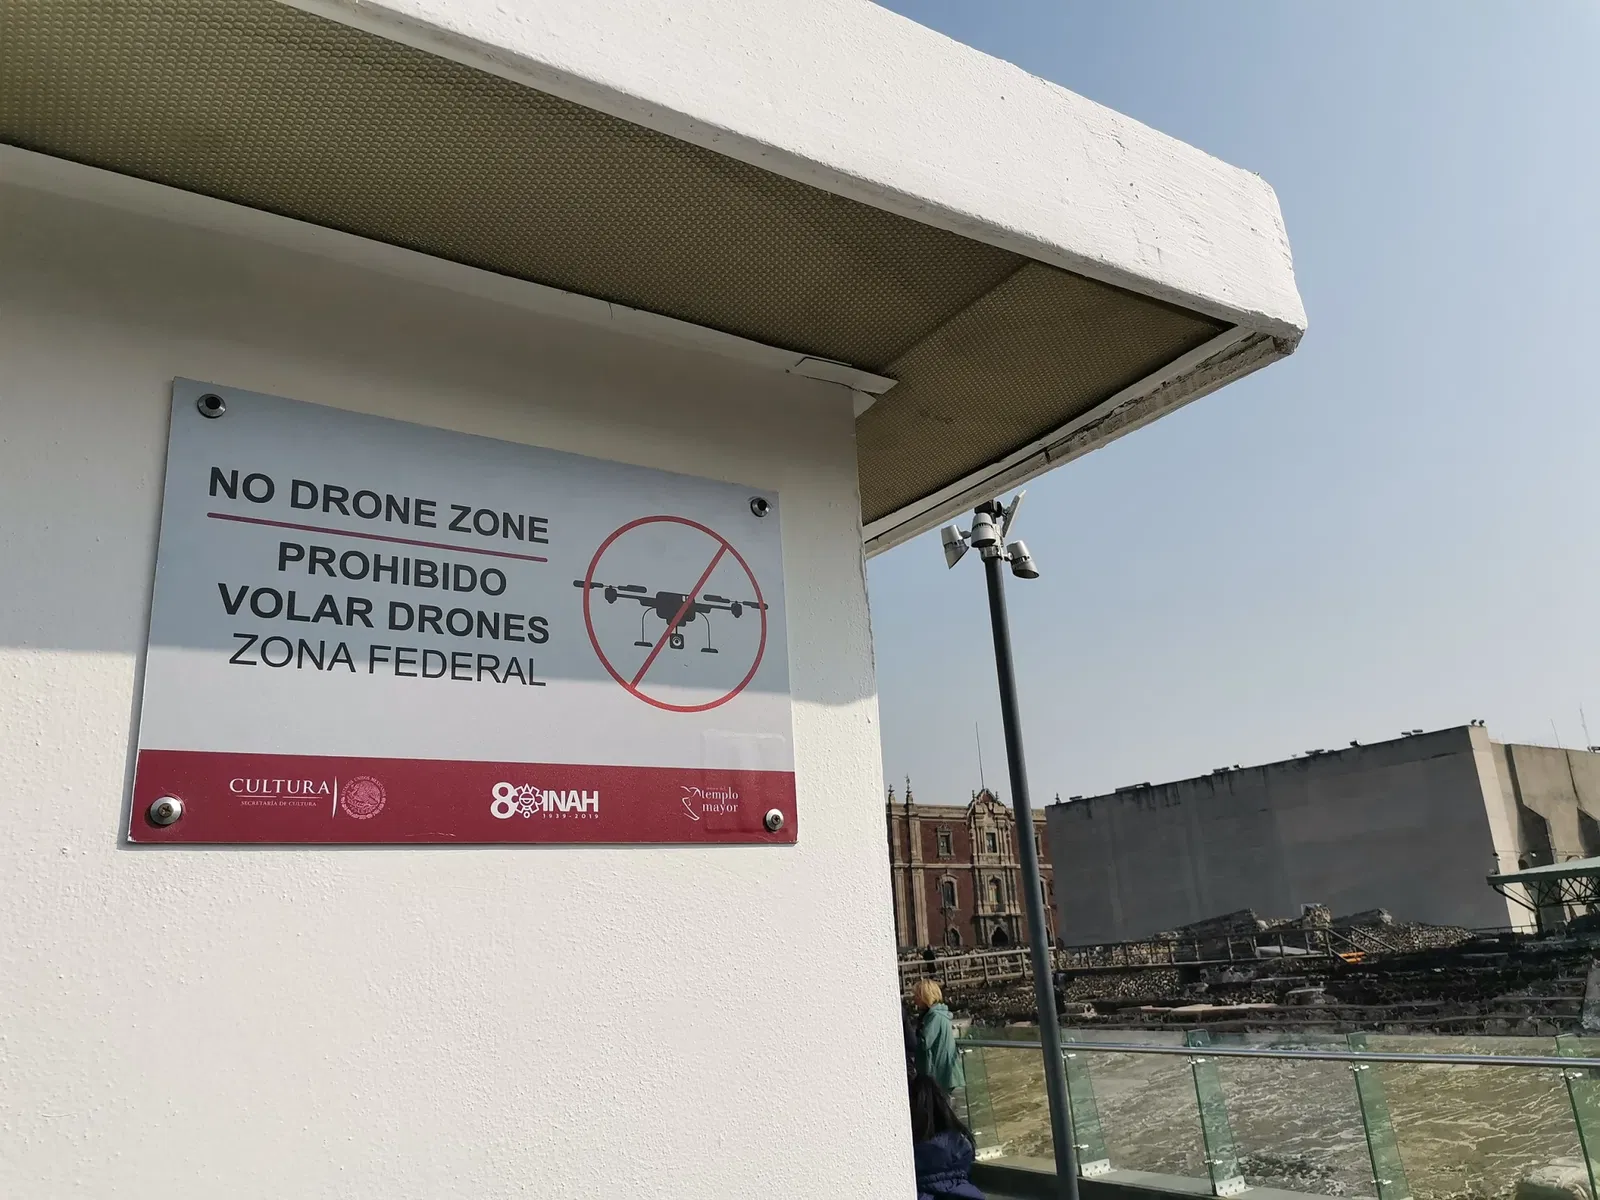 NO DRONE ZONE
PROHIBIDO
VOLAR DRONES
ZONA FEDERAL
CULTURA
SECRETARÍA DE CULTURA
80 INAH
1939-2019
templo
mayor